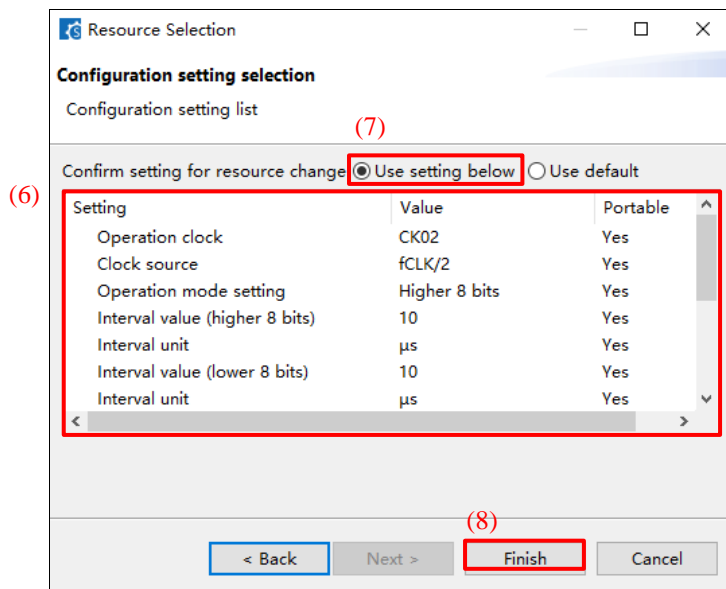 Resource Selection
Configuration setting selection
Configuration setting list
(7)
Confirm setting for resource change Use setting below Use default
(6)
Setting Value Portable
Operation clock CK02 Yes
Clock source fCLK/2 Yes
Operation mode setting Higher 8 bits Yes
Interval value (higher 8 bits) 10 Yes
Interval unit μs Yes
Interval value (lower 8 bits) 10 Yes
Interval unit μs Yes
(8)
< Back Next > Finish Cancel